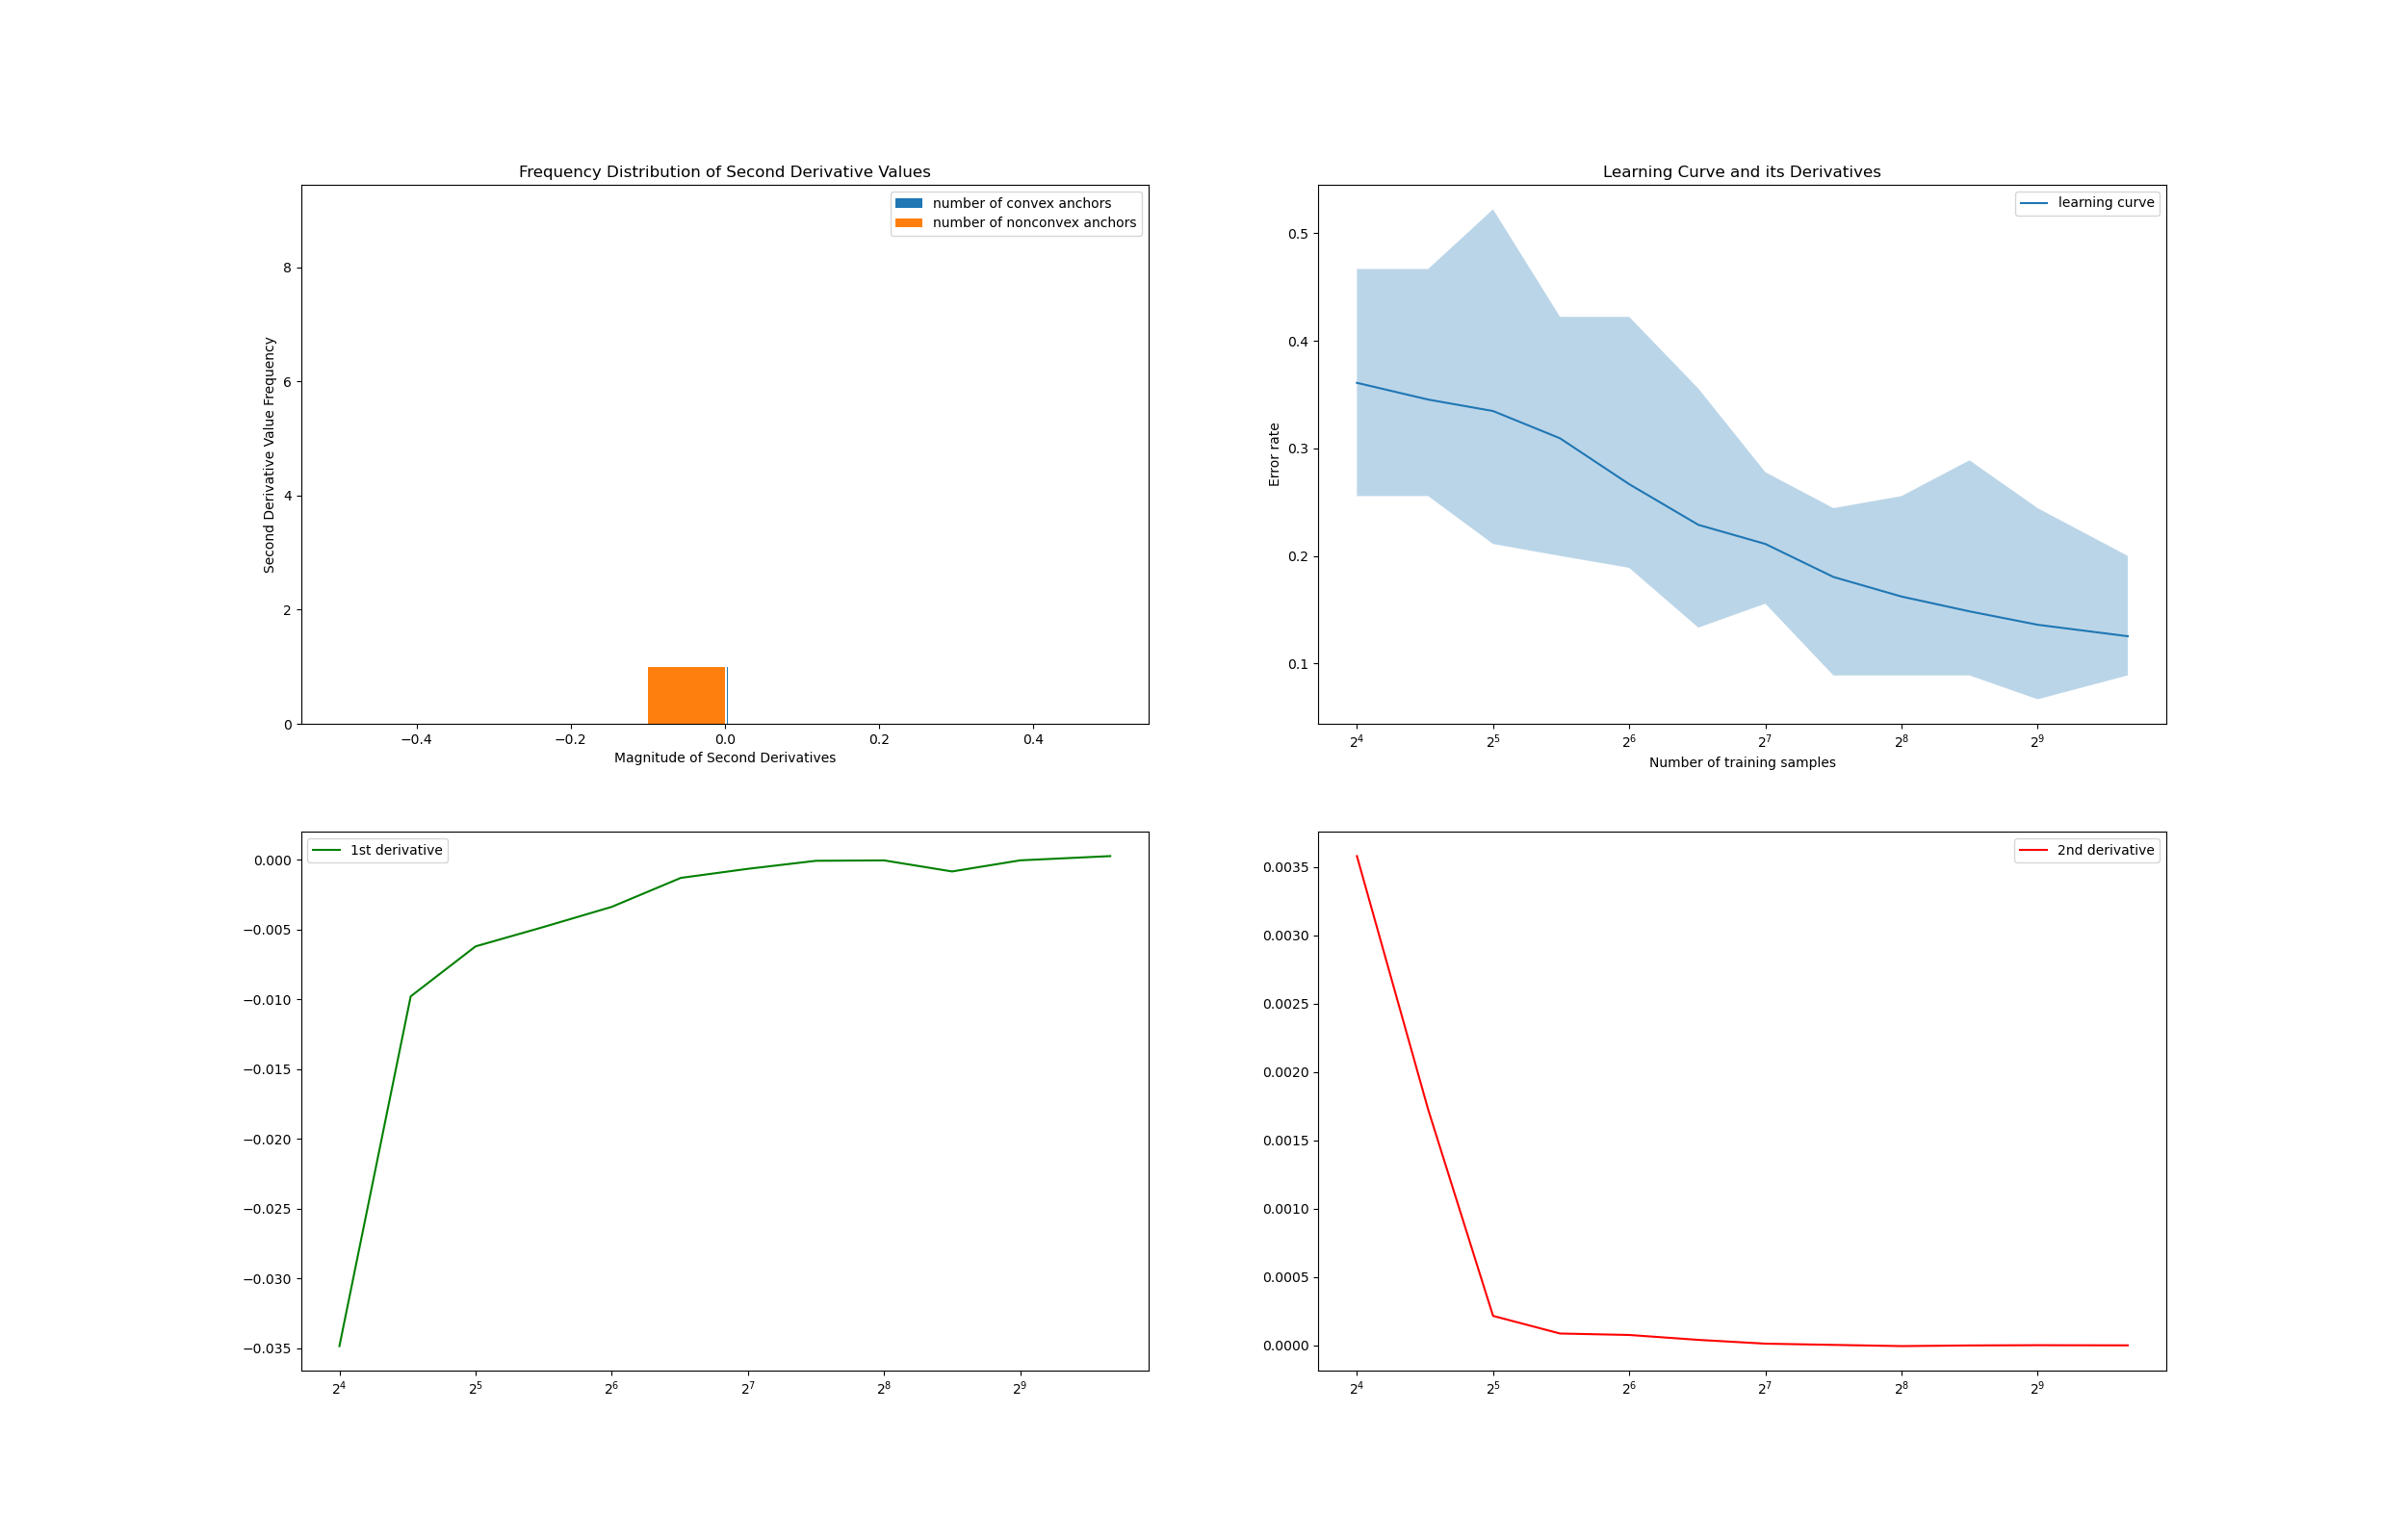 Frequency Distribution of Second Derivative Values
number of convex anchors
number of nonconvex anchors
Second Derivative Value Frequency
8
6
4
2
0
−0.4 −0.2 0.0 0.2 0.4
Magnitude of Second Derivatives
Learning Curve and its Derivatives
learning curve
Error rate
0.5
0.4
0.3
0.2
0.1
2⁴ 2⁵ 2⁶ 2⁷ 2⁸ 2⁹
Number of training samples
1st derivative
0.000
−0.005
−0.010
−0.015
−0.020
−0.025
−0.030
−0.035
2⁴ 2⁵ 2⁶ 2⁷ 2⁸ 2⁹
2nd derivative
0.0035
0.0030
0.0025
0.0020
0.0015
0.0010
0.0005
0.0000
2⁴ 2⁵ 2⁶ 2⁷ 2⁸ 2⁹